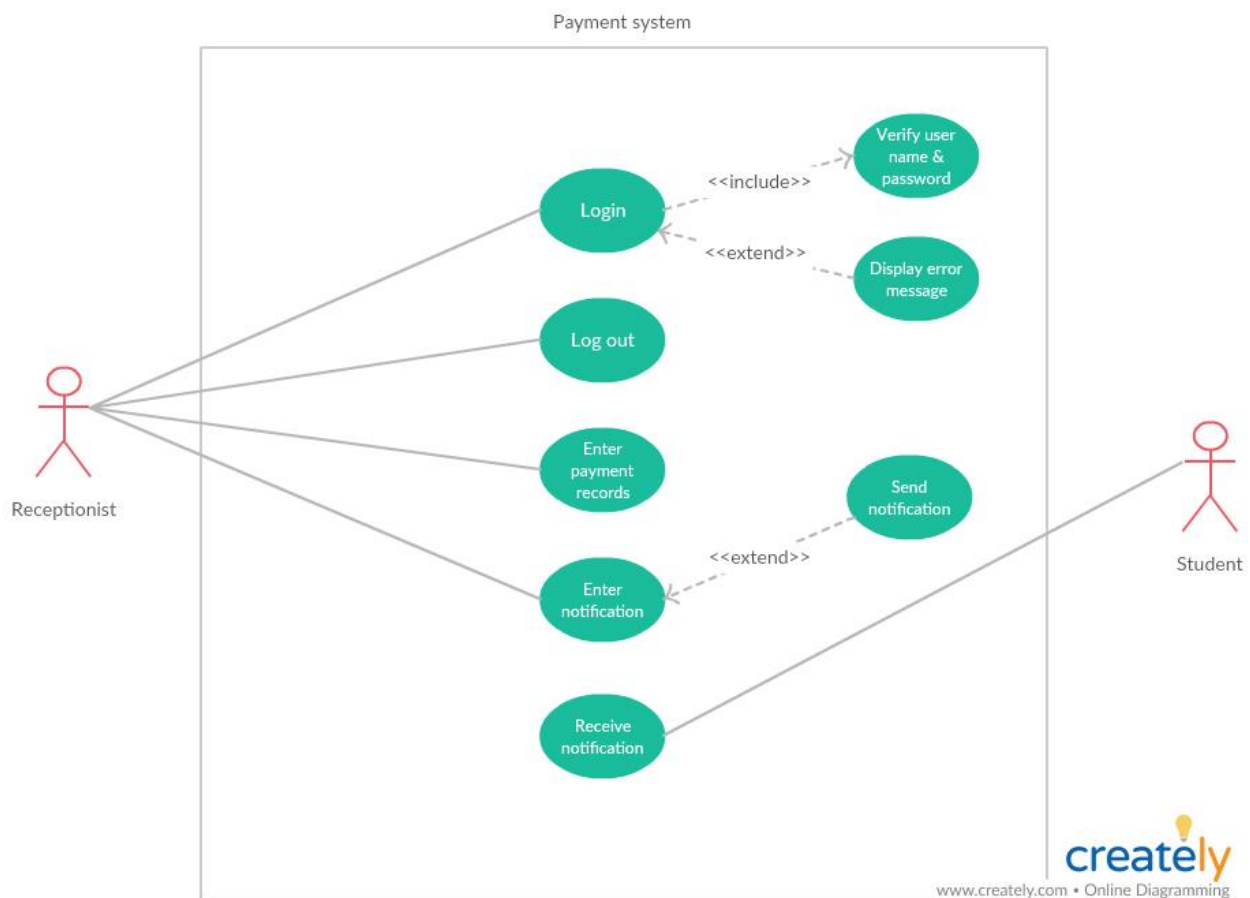 Payment system
Verify user
name &
password
<<include>>
Login
<<extend>>
Display error
message
Log out
Enter
payment
records
Receptionist
Send
notification
<<extend>>
Student
Enter
notification
Receive
notification
creately
www.creately.com • Online Diagramming